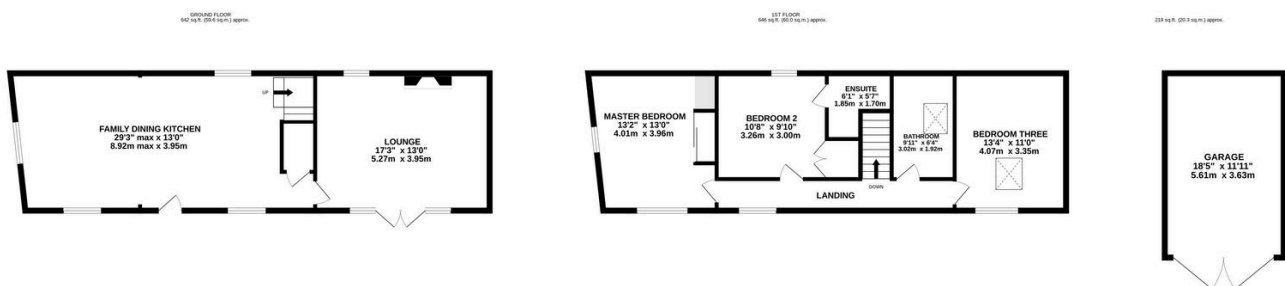 GROUND FLOOR
642 sq.ft. (59.6 sq.m.) approx.
UP
FAMILY DINING KITCHEN
29'3" max x 13'0"
8.92m max x 3.95m
LOUNGE
17'3" x 13'0"
5.27m x 3.95m
1ST FLOOR
646 sq.ft. (60.0 sq.m.) approx.
MASTER BEDROOM
13'2" x 13'0"
4.01m x 3.96m
BEDROOM 2
10'8" x 9'10"
3.26m x 3.00m
ENSUITE
6'1" x 5'7"
1.85m x 1.70m
BATHROOM
9'11" x 6'4"
3.02m x 1.92m
BEDROOM THREE
13'4" x 11'0"
4.07m x 3.35m
DOWN
LANDING
219 sq.ft. (20.3 sq.m.) approx.
GARAGE
18'5" x 11'11"
5.61m x 3.63m